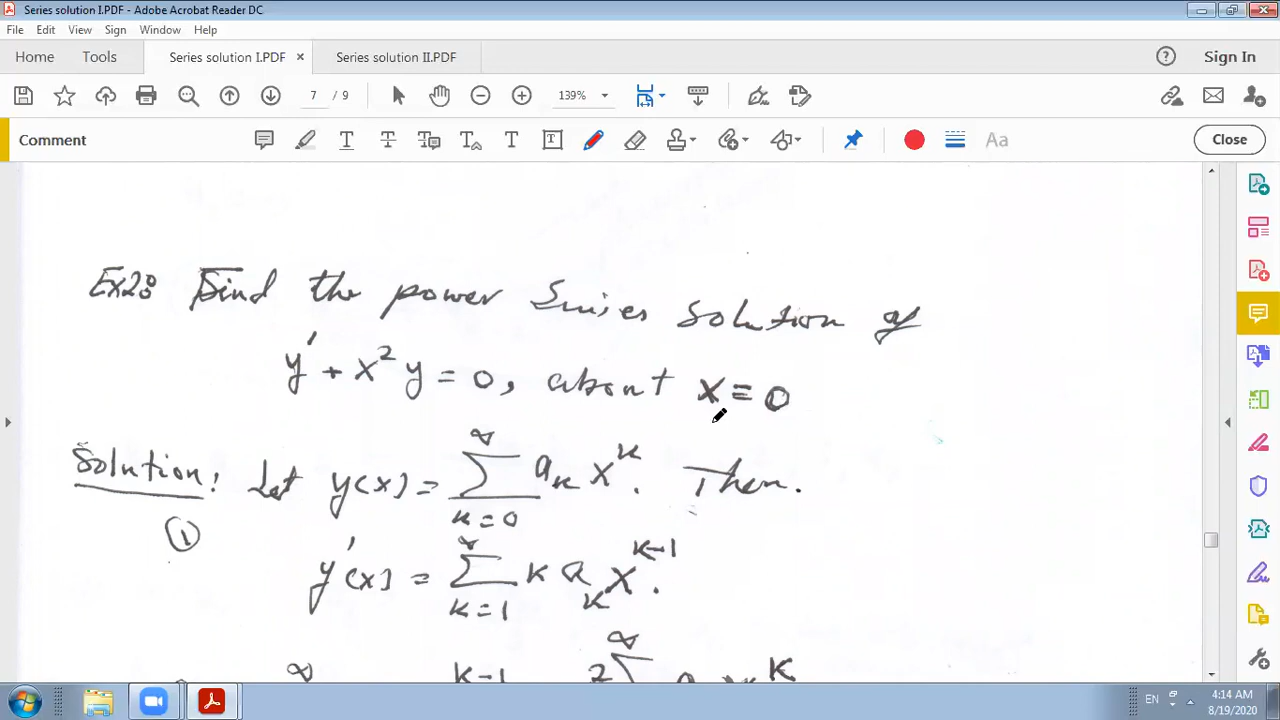 Series solution I.PDF - Adobe Acrobat Reader DC
File Edit View Sign Window Help
Home Tools Series solution I.PDF × Series solution II.PDF Sign In
7 / 9 139%
Comment Aa Close
Ex2: Find the power Series solution of
y' + x² y = 0, about x = 0
Solution: Let y(x) = ∑_{k=0}^{∞} a_k x^k. Then.
①
y'(x) = ∑_{k=1}^{∞} k a_k x^{k-1}.
EN 4:14 AM
8/19/2020